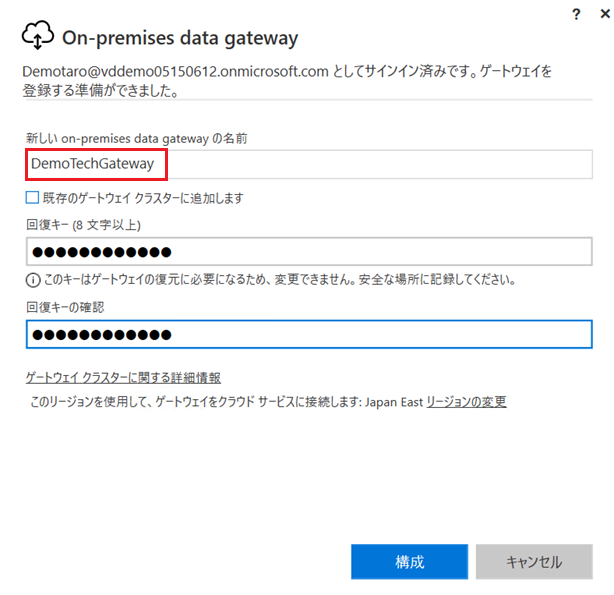 ? ×
On-premises data gateway
Demotaro@vddemo05150612.onmicrosoft.com としてサインイン済みです。ゲートウェイを
登録する準備ができました。
新しい on-premises data gateway の名前
DemoTechGateway
既存のゲートウェイ クラスターに追加します
回復キー (8 文字以上)
●●●●●●●●●●●●
このキーはゲートウェイの復元に必要になるため、変更できません。安全な場所に記録してください。
回復キーの確認
●●●●●●●●●●●●
ゲートウェイ クラスターに関する詳細情報
このリージョンを使用して、ゲートウェイをクラウド サービスに接続します: Japan East リージョンの変更
構成 キャンセル